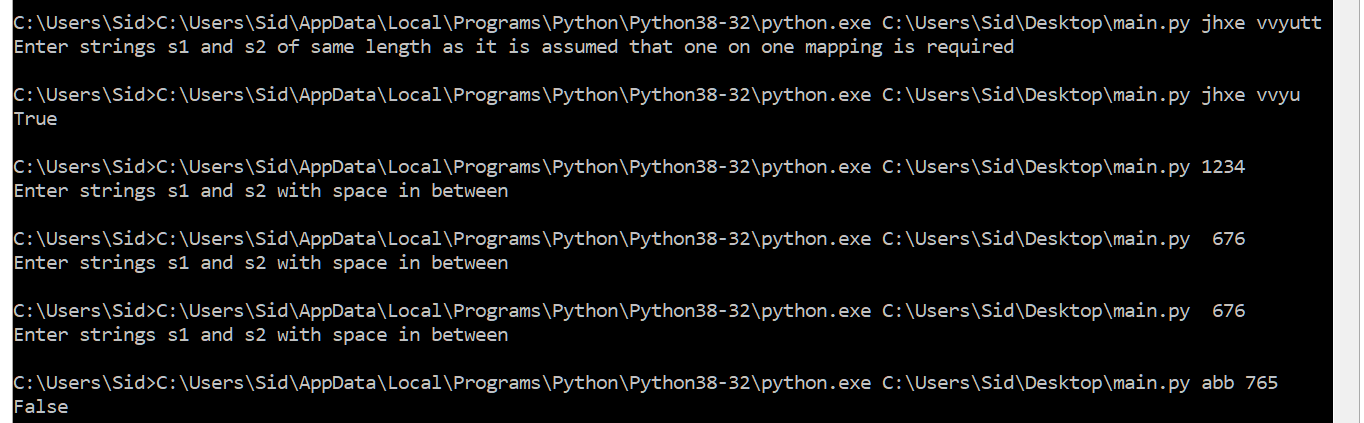 C:\Users\Sid>C:\Users\Sid\AppData\Local\Programs\Python\Python38-32\python.exe C:\Users\Sid\Desktop\main.py jhxe vvyutt
Enter strings s1 and s2 of same length as it is assumed that one on one mapping is required
C:\Users\Sid>C:\Users\Sid\AppData\Local\Programs\Python\Python38-32\python.exe C:\Users\Sid\Desktop\main.py jhxe vvyu
True
C:\Users\Sid>C:\Users\Sid\AppData\Local\Programs\Python\Python38-32\python.exe C:\Users\Sid\Desktop\main.py 1234
Enter strings s1 and s2 with space in between
C:\Users\Sid>C:\Users\Sid\AppData\Local\Programs\Python\Python38-32\python.exe C:\Users\Sid\Desktop\main.py  676
Enter strings s1 and s2 with space in between
C:\Users\Sid>C:\Users\Sid\AppData\Local\Programs\Python\Python38-32\python.exe C:\Users\Sid\Desktop\main.py  676
Enter strings s1 and s2 with space in between
C:\Users\Sid>C:\Users\Sid\AppData\Local\Programs\Python\Python38-32\python.exe C:\Users\Sid\Desktop\main.py abb 765
False